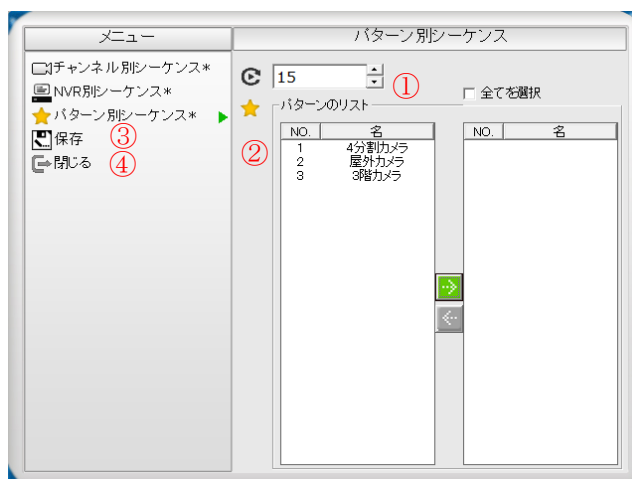 メニュー
パターン別シーケンス
チャンネル別シーケンス*
NVR別シーケンス*
パターン別シーケンス*
保存 ③
閉じる ④
15 ①
全てを選択
パターンのリスト
②
NO. 名
1 4分割カメラ
2 屋外カメラ
3 3階カメラ
NO. 名